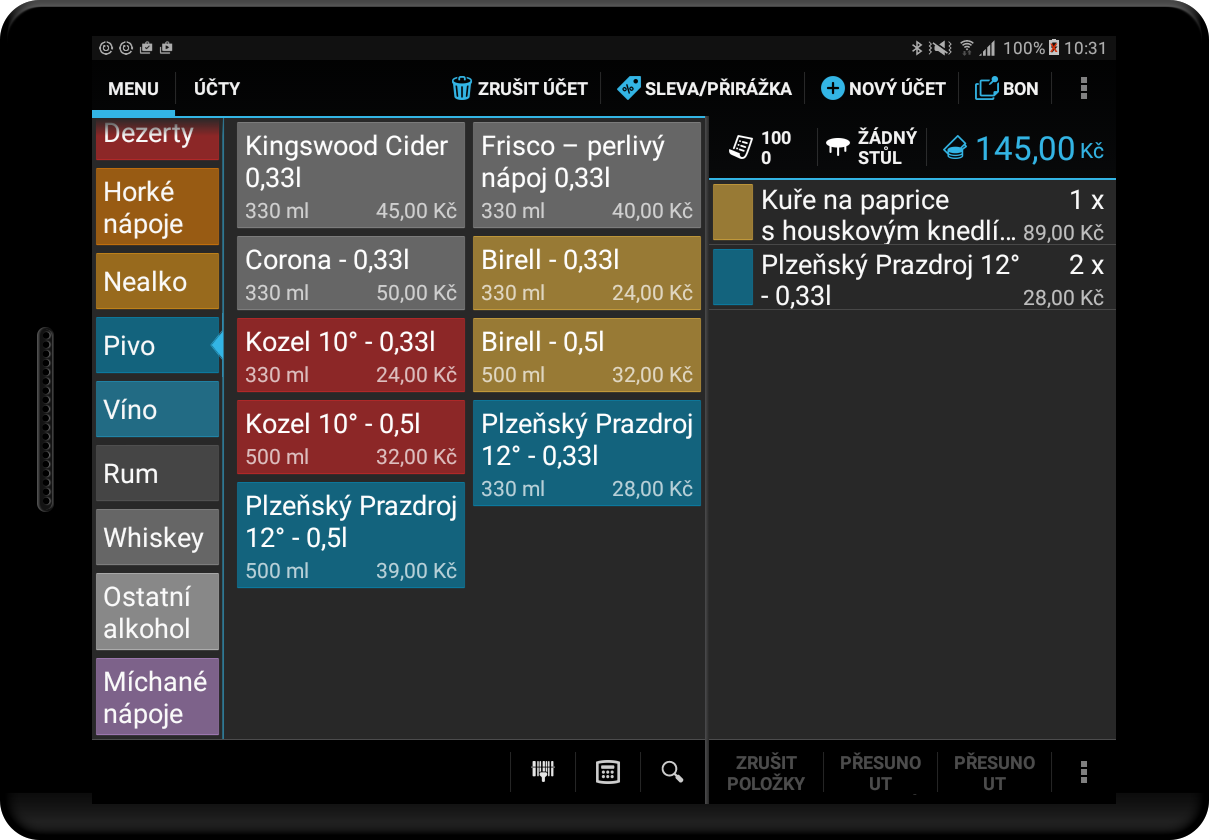 100% 10:31
MENU ÚČTY ZRUŠIT ÚČET SLEVA/PŘIRÁŽKA NOVÝ ÚČET BON
Dezerty
Horké
nápoje
Nealko
Pivo
Víno
Rum
Whiskey
Ostatní
alkohol
Míchané
nápoje
Kingswood Cider
0,33l
330 ml 45,00 Kč
Frisco – perlivý
nápoj 0,33l
330 ml 40,00 Kč
Corona - 0,33l
330 ml 50,00 Kč
Birell - 0,33l
330 ml 24,00 Kč
Kozel 10° - 0,33l
330 ml 24,00 Kč
Birell - 0,5l
500 ml 32,00 Kč
Kozel 10° - 0,5l
500 ml 32,00 Kč
Plzeňský Prazdroj
12° - 0,33l
330 ml 28,00 Kč
Plzeňský Prazdroj
12° - 0,5l
500 ml 39,00 Kč
100
0
ŽÁDNÝ
STŮL
145,00 Kč
Kuře na paprice 1 x
s houskovým knedlí... 89,00 Kč
Plzeňský Prazdroj 12° 2 x
- 0,33l 28,00 Kč
ZRUŠIT
POLOŽKY
PŘESUNO
UT
PŘESUNO
UT